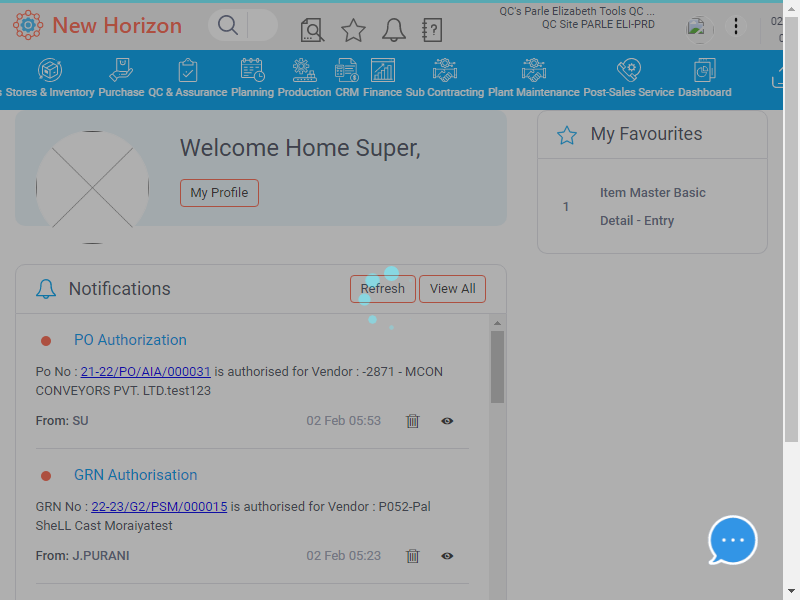 New Horizon
QC's Parle Elizabeth Tools QC ...
QC Site PARLE ELI-PRD
02
0
s Stores & Inventory Purchase QC & Assurance Planning Production CRM Finance Sub Contracting Plant Maintenance Post-Sales Service Dashboard
Welcome Home Super,
My Profile
My Favourites
1
Item Master Basic
Detail - Entry
Notifications
Refresh
View All
PO Authorization
Po No : 21-22/PO/AIA/000031 is authorised for Vendor : -2871 - MCON
CONVEYORS PVT. LTD.test123
From: SU
02 Feb 05:53
GRN Authorisation
GRN No : 22-23/G2/PSM/000015 is authorised for Vendor : P052-Pal
SheLL Cast Moraiyatest
From: J.PURANI
02 Feb 05:23